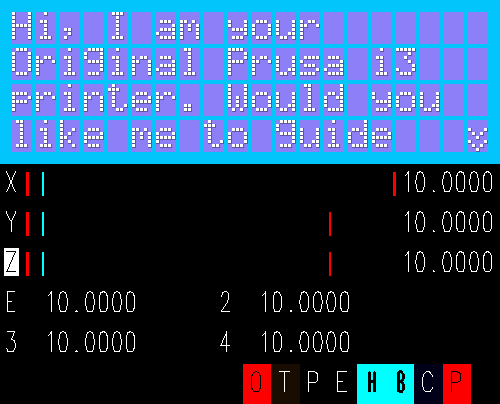 Hi, I am your
Original Prusa i3
printer. Would you
like me to guide
X 10.0000
Y 10.0000
Z 10.0000
E 10.0000 2 10.0000
3 10.0000 4 10.0000
O T P E H B C P